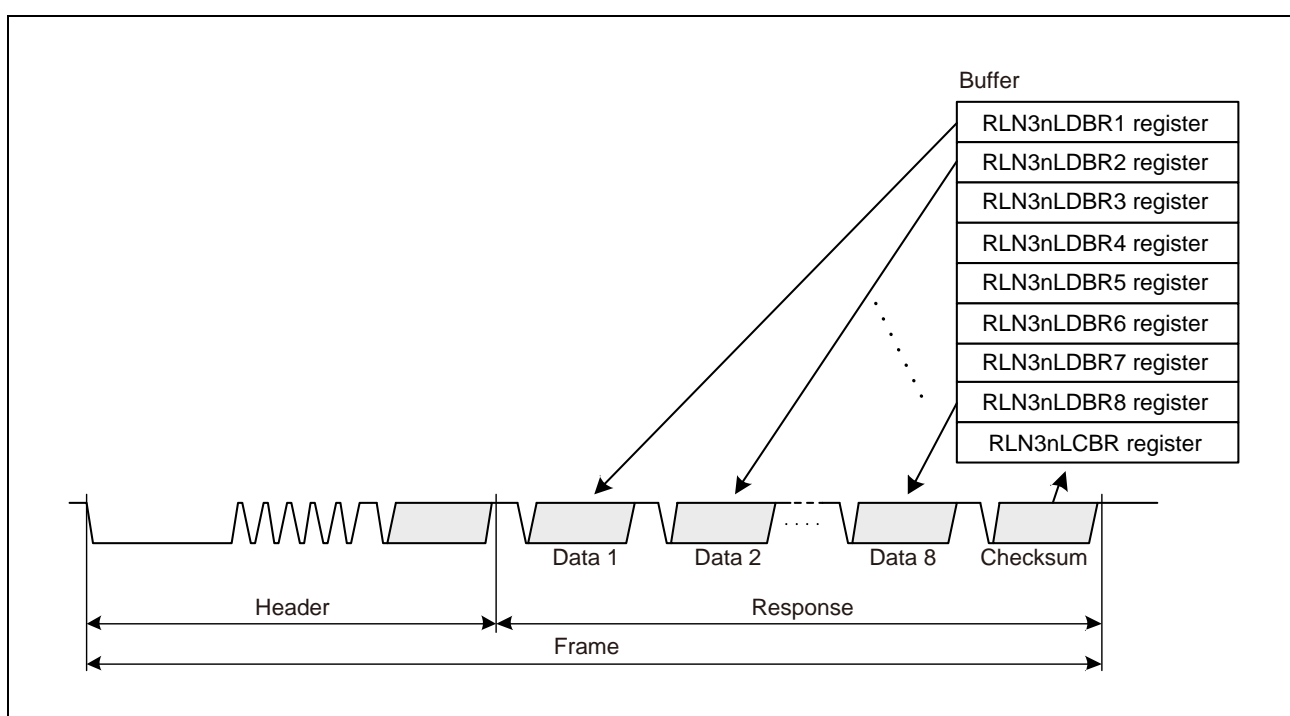 Buffer
RLN3nLDBR1 register
RLN3nLDBR2 register
RLN3nLDBR3 register
RLN3nLDBR4 register
RLN3nLDBR5 register
RLN3nLDBR6 register
RLN3nLDBR7 register
RLN3nLDBR8 register
RLN3nLCBR register
Data 1 Data 2 Data 8 Checksum
Header Response
Frame